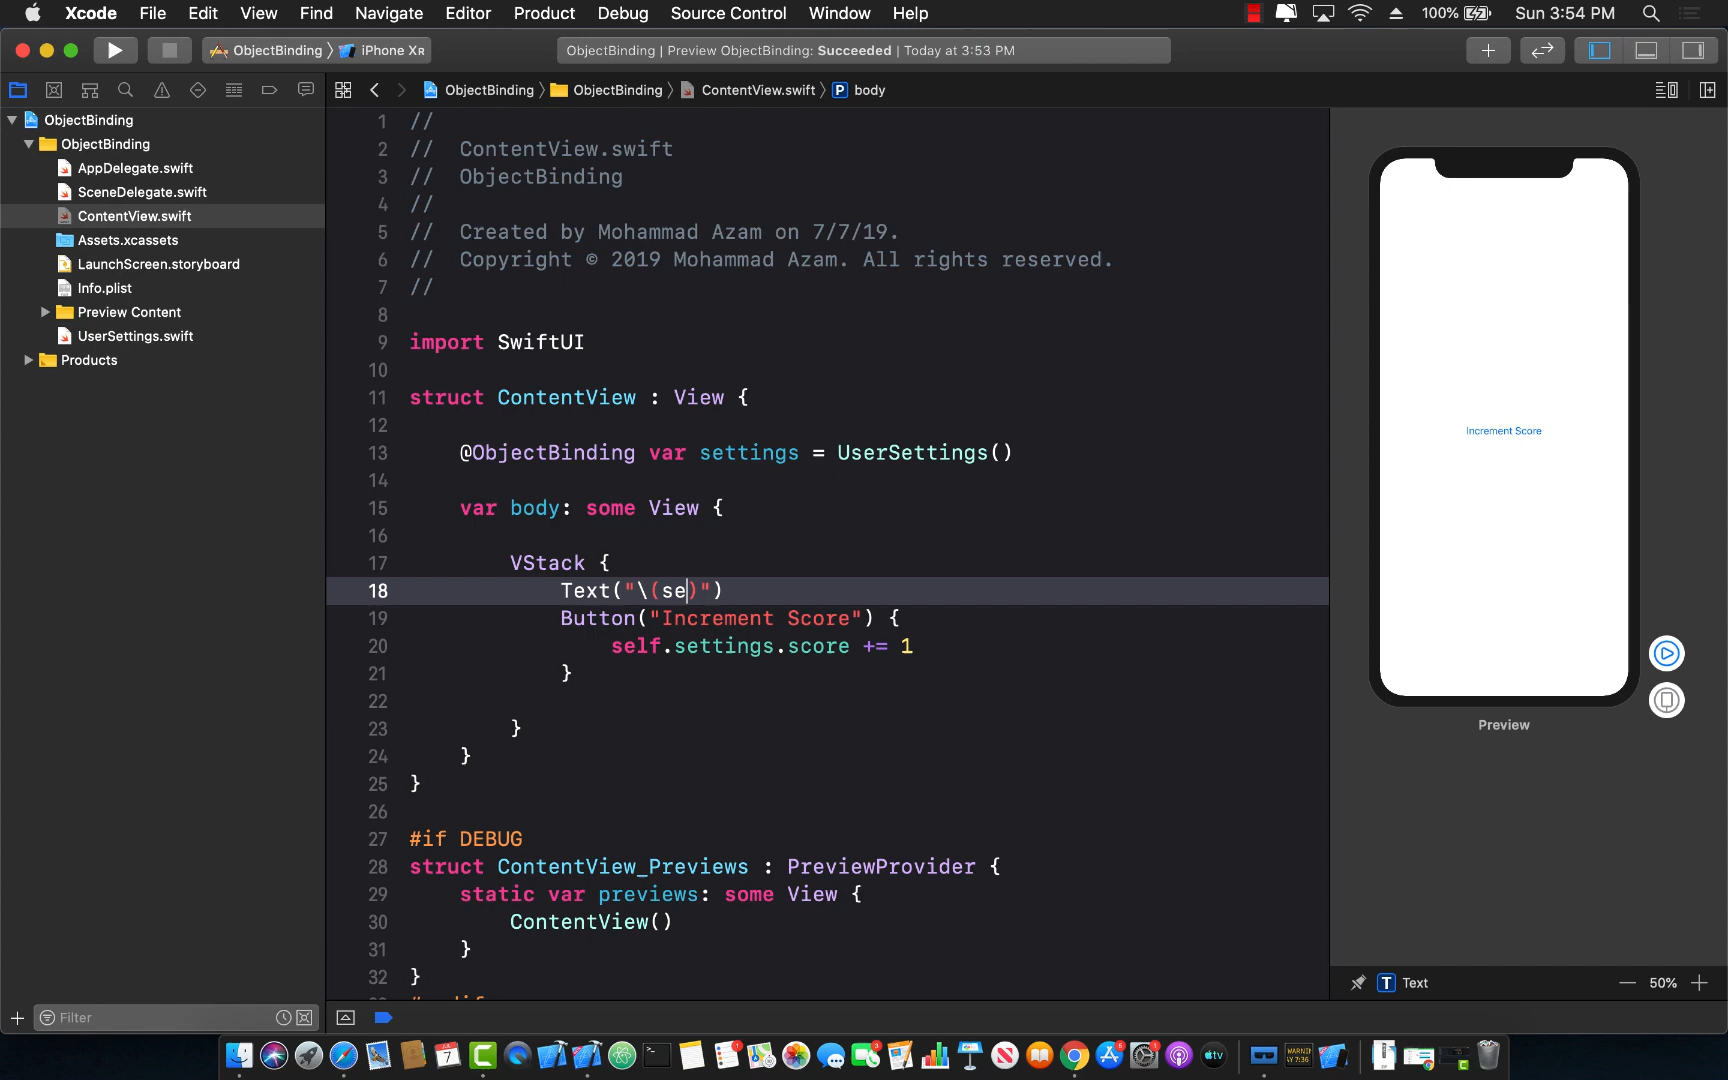 Xcode File Edit View Find Navigate Editor Product Debug Source Control Window Help 100% Sun 3:54 PM
ObjectBinding iPhone XR ObjectBinding | Preview ObjectBinding: Succeeded | Today at 3:53 PM
ObjectBinding ObjectBinding ContentView.swift P body
ObjectBinding
ObjectBinding
AppDelegate.swift
SceneDelegate.swift
ContentView.swift
Assets.xcassets
LaunchScreen.storyboard
Info.plist
Preview Content
UserSettings.swift
Products
Filter
1 //
2 // ContentView.swift
3 // ObjectBinding
4 //
5 // Created by Mohammad Azam on 7/7/19.
6 // Copyright © 2019 Mohammad Azam. All rights reserved.
7 //
8
9 import SwiftUI
10
11 struct ContentView : View {
12
13 @ObjectBinding var settings = UserSettings()
14
15 var body: some View {
16
17 VStack {
18 Text("\(se)")
19 Button("Increment Score") {
20 self.settings.score += 1
21 }
22
23 }
24 }
25 }
26
27 #if DEBUG
28 struct ContentView_Previews : PreviewProvider {
29 static var previews: some View {
30 ContentView()
31 }
32 }
Increment Score
Preview
T Text 50%